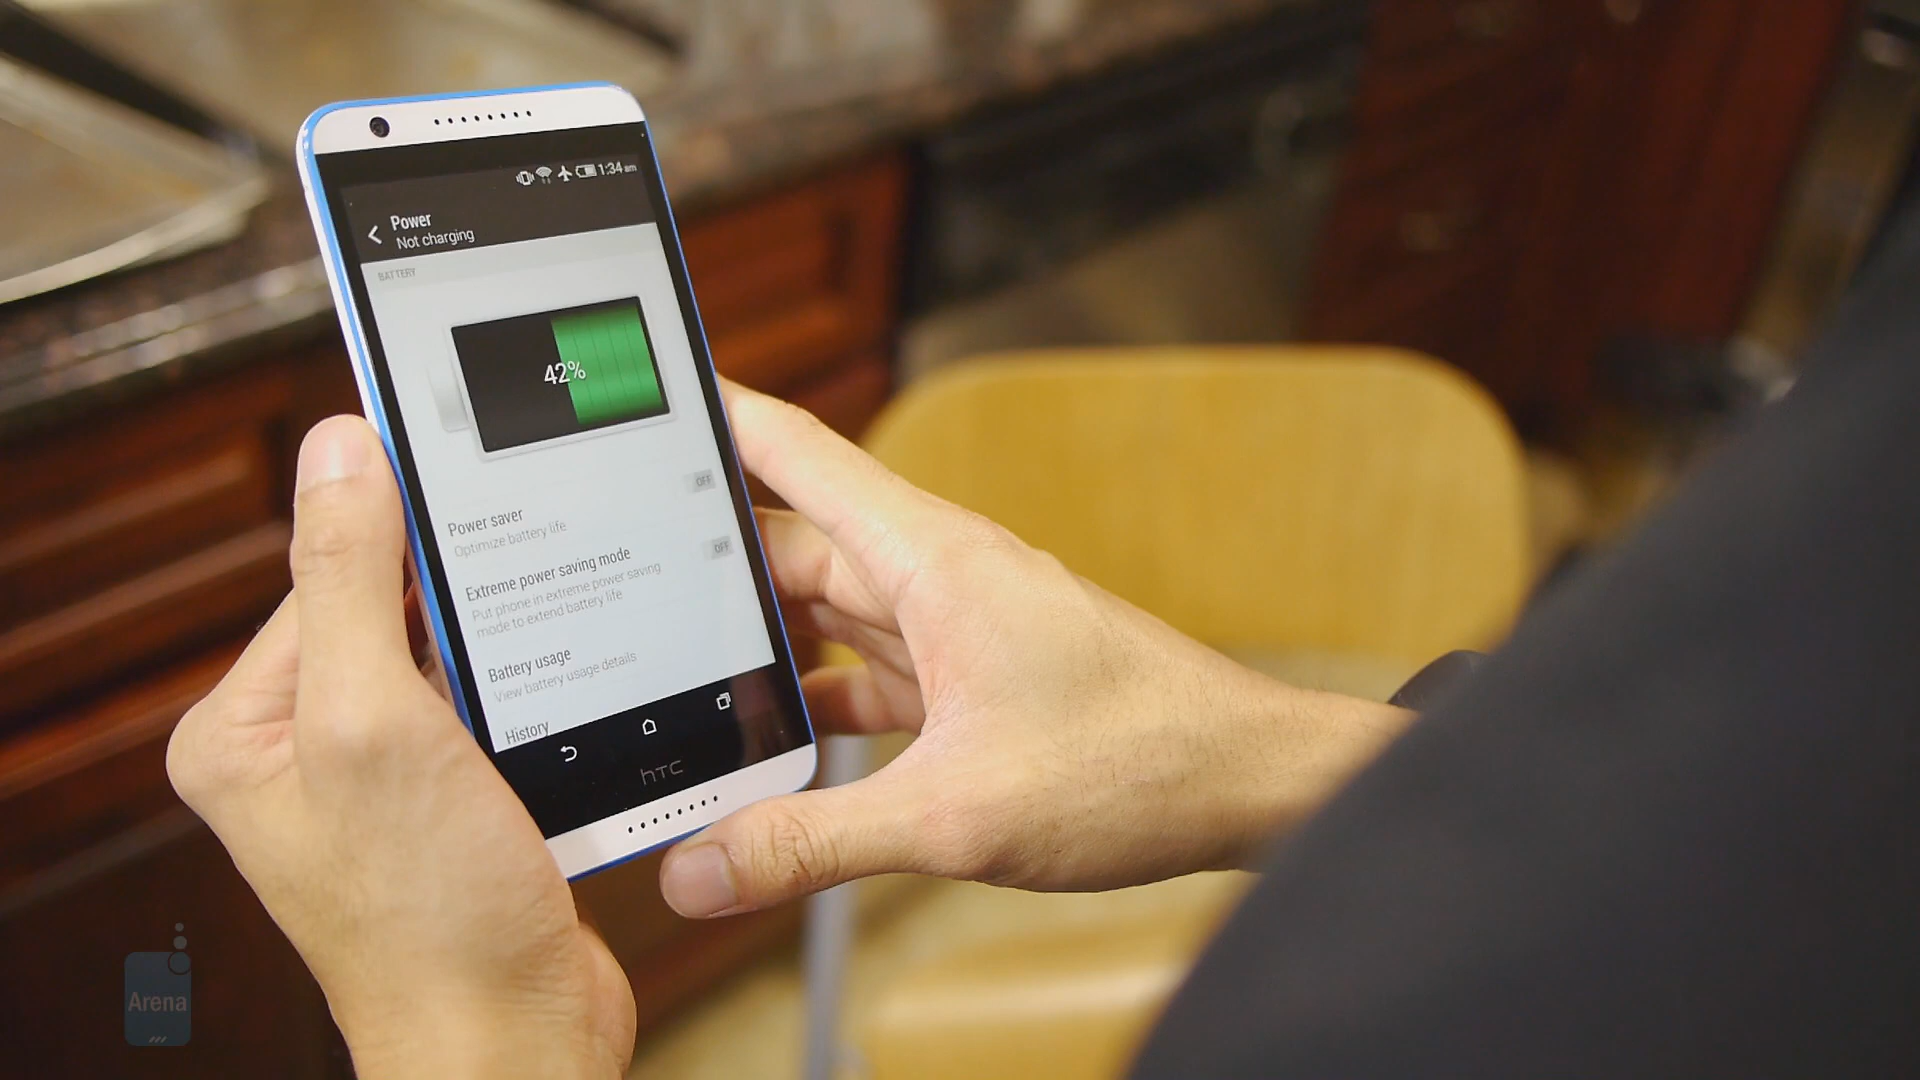 1:34 am
Power
Not charging
BATTERY
42%
OFF
Power saver
Optimize battery life
OFF
Extreme power saving mode
Put phone in extreme power saving
mode to extend battery life
Battery usage
View battery usage details
History
hTC
Arena